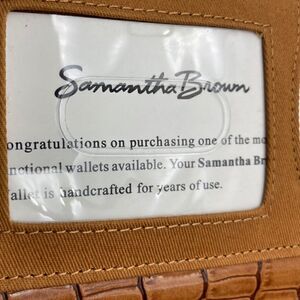 Samantha Brown
ongratulations on purchasing one of the mo
nctional wallets available. Your Samantha Br
allet is handcrafted for years of use.